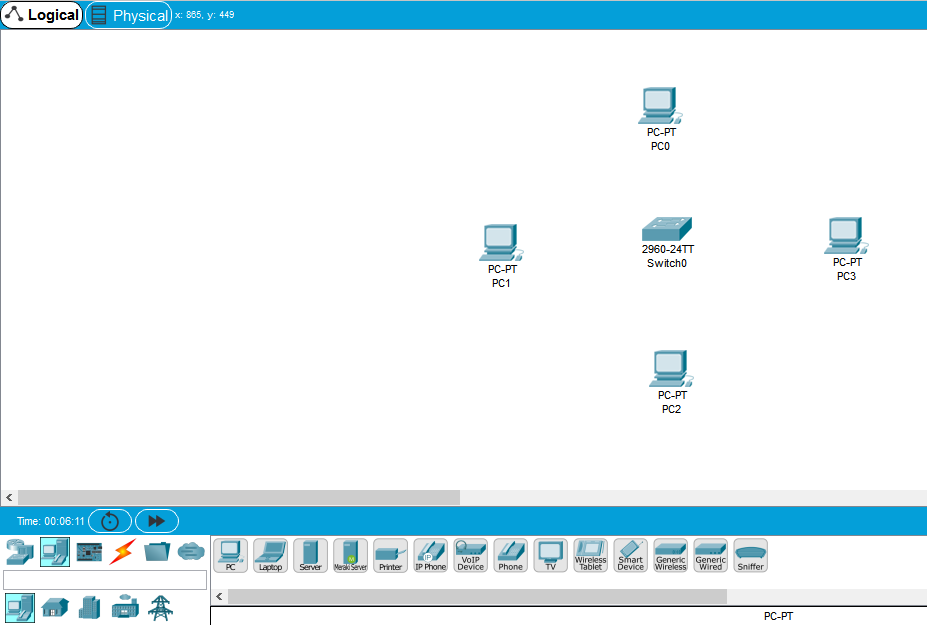 Logical Physical x: 865, y: 449
PC-PT
PC0
2960-24TT
Switch0
PC-PT
PC3
PC-PT
PC1
PC-PT
PC2
Time: 00:06:11
PC Laptop Server Meraki Server Printer IP Phone VoIP Device Phone TV Wireless Tablet Smart Device Generic Wireless Generic Wired Sniffer
PC-PT